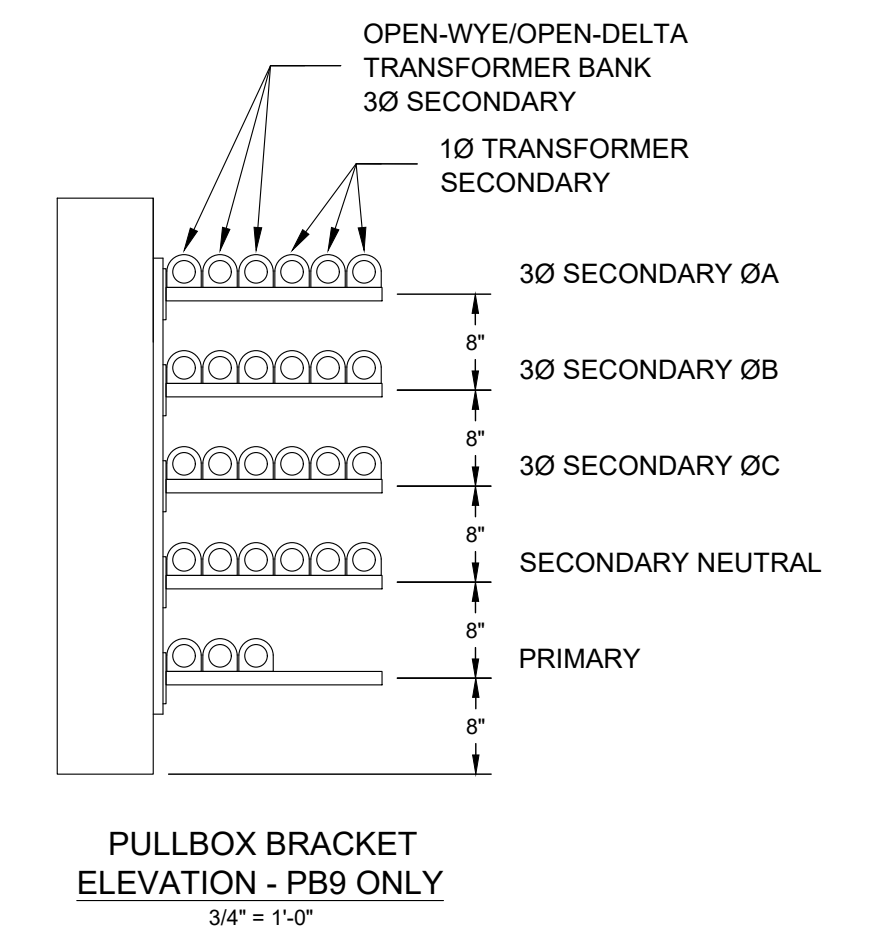 OPEN-WYE/OPEN-DELTA
TRANSFORMER BANK
3Ø SECONDARY
1Ø TRANSFORMER
SECONDARY
3Ø SECONDARY ØA
8"
3Ø SECONDARY ØB
8"
3Ø SECONDARY ØC
8"
SECONDARY NEUTRAL
8"
PRIMARY
8"
PULLBOX BRACKET
ELEVATION - PB9 ONLY
3/4" = 1'-0"